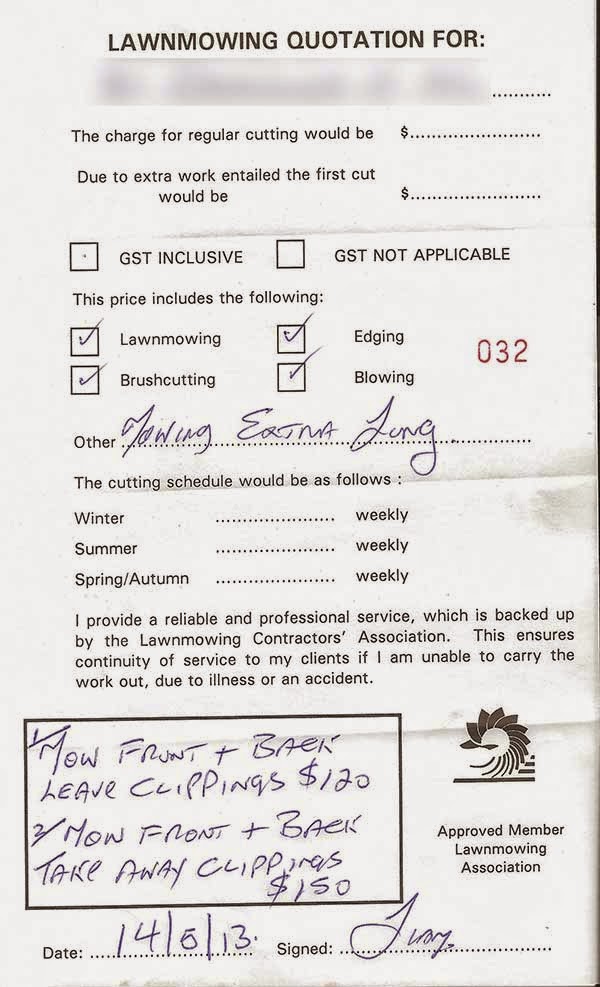 LAWNMOWING QUOTATION FOR:
The charge for regular cutting would be $
Due to extra work entailed the first cut
would be $
GST INCLUSIVE GST NOT APPLICABLE
This price includes the following:
Lawnmowing Edging
032
Brushcutting Blowing
Other Mowing EXTRA Long
The cutting schedule would be as follows :
Winter weekly
Summer weekly
Spring/Autumn weekly
I provide a reliable and professional service, which is backed up
by the Lawnmowing Contractors' Association. This ensures
continuity of service to my clients if I am unable to carry the
work out, due to illness or an accident.
1/ MOW FRONT + BACK
LEAVE CLIPPINGS $120
2/ MOW FRONT + BACK
TAKE AWAY CLIPPINGS
$150
Approved Member
Lawnmowing
Association
Date: 14/5/13. Signed: